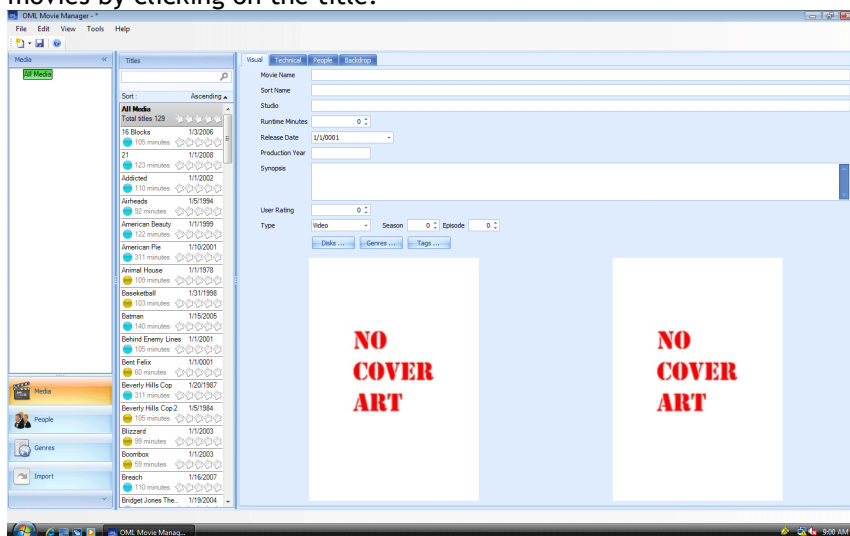 movies by clicking on the title.
OML Movie Manager - *
File Edit View Tools Help
Media «
All Media
Titles
Sort : Ascending
All Media
Total titles 129
16 Blocks 1/3/2006
105 minutes
21 1/1/2008
123 minutes
Addicted 1/1/2002
110 minutes
Airheads 1/5/1994
92 minutes
American Beauty 1/1/1999
122 minutes
American Pie 1/10/2001
311 minutes
Animal House 1/1/1978
109 minutes
Baseketball 1/31/1998
103 minutes
Batman 1/15/2005
140 minutes
Behind Enemy Lines 1/1/2001
105 minutes
Bent Felix 1/1/0001
60 minutes
Beverly Hills Cop 1/20/1987
311 minutes
Beverly Hills Cop 2 1/5/1984
105 minutes
Blizzard 1/1/2003
99 minutes
Boombox 1/1/2003
59 minutes
Breach 1/16/2007
110 minutes
Bridget Jones The.. 1/19/2004
Media
People
Genres
Import
Visual Technical People Backdrop
Movie Name
Sort Name
Studio
Runtime Minutes 0
Release Date 1/1/0001
Production Year
Synopsis
User Rating 0
Type Video Season 0 Episode 0
Disks ... Genres ... Tags ...
NO
COVER
ART
NO
COVER
ART
OML Movie Manag...
9:00 AM